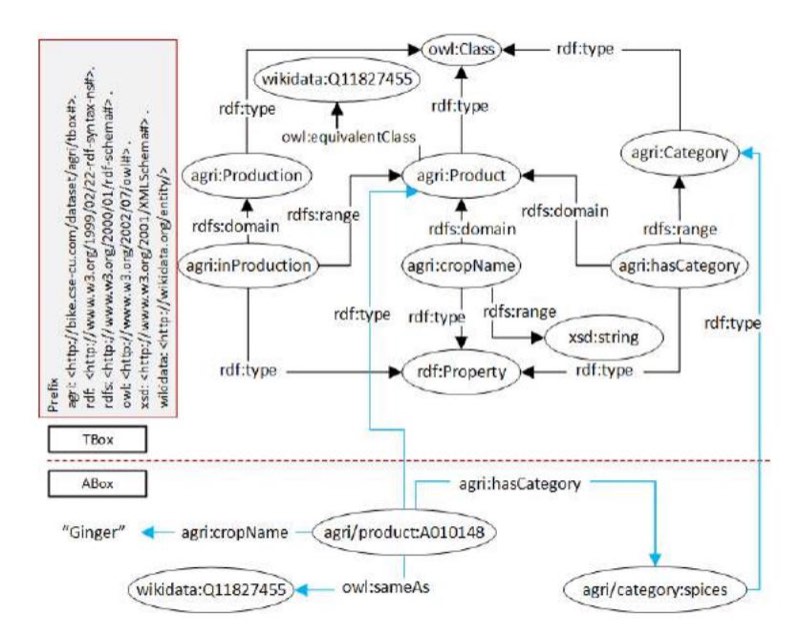 Prefix
agri: <http://bike.cse-cu.com/dataset/agri/tbox#>.
rdf: <http://www.w3.org/1999/02/22-rdf-syntax-ns#>.
rdfs: <http://www.w3.org/2000/01/rdf-schema#> .
owl: <http://www.w3.org/2002/07/owl#> .
xsd: <http://www.w3.org/2001/XMLSchema#> .
wikidata: <http://wikidata.org/entity/>
owl:Class
rdf:type
wikidata:Q11827455
rdf:type
rdf:type
owl:equivalentClass
agri:Category
agri:Production
agri:Product
rdfs:range
rdfs:domain
rdfs:domain
rdfs:domain
rdfs:range
agri:inProduction
agri:cropName
agri:hasCategory
rdf:type
rdf:type
rdfs:range
rdf:type
xsd:string
rdf:type
rdf:Property
rdf:type
TBox
ABox
agri:hasCategory
"Ginger"
agri:cropName
agri/product:A010148
wikidata:Q11827455
owl:sameAs
agri/category:spices